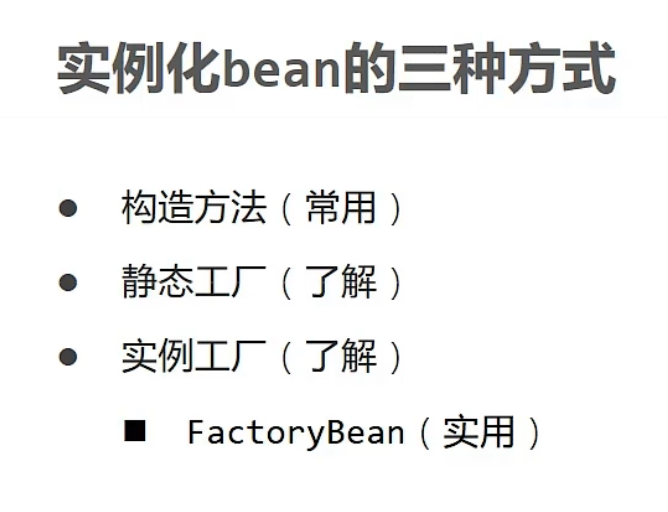 实例化bean的三种方式
● 构造方法（常用）
● 静态工厂（了解）
● 实例工厂（了解）
■ FactoryBean（实用）